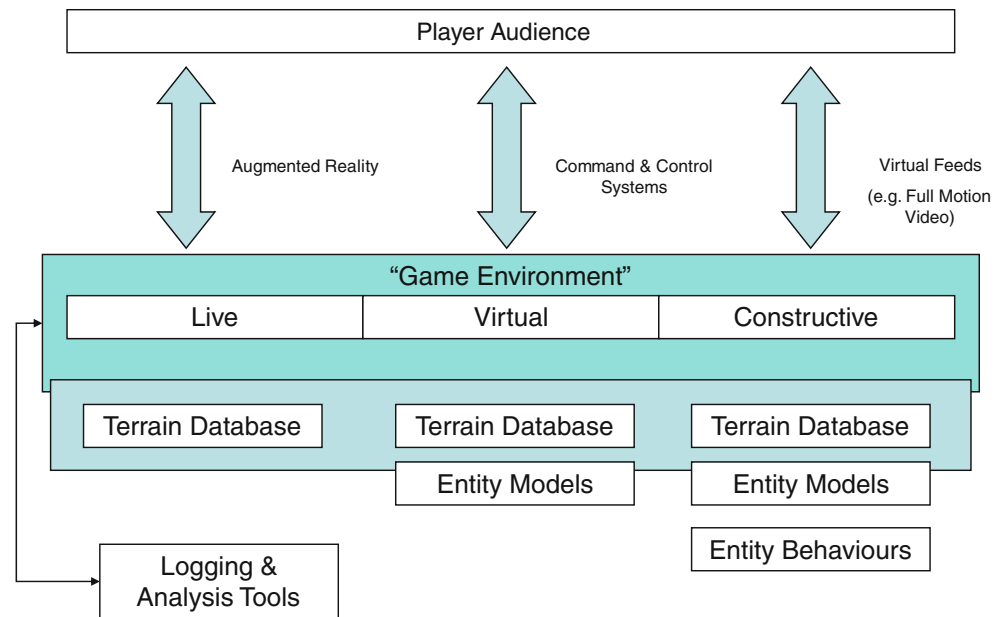 Player Audience
Augmented Reality
Command & Control
Systems
Virtual Feeds
(e.g. Full Motion
Video)
“Game Environment”
Live
Virtual
Constructive
Terrain Database
Terrain Database
Terrain Database
Entity Models
Entity Models
Entity Behaviours
Logging &
Analysis Tools